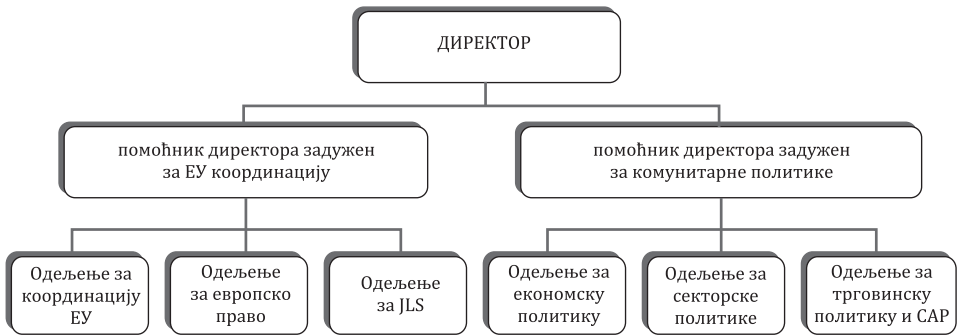 ДИРЕКТОР
помоћник директора задужен
за ЕУ координацију
помоћник директора задужен
за комунитарне политике
Одељење за
координацију
ЕУ
Одељење
за европско
право
Одељење
за JLS
Одељење за
економску
политику
Одељење за
секторске
политике
Одељење за
трговинску
политику и САР